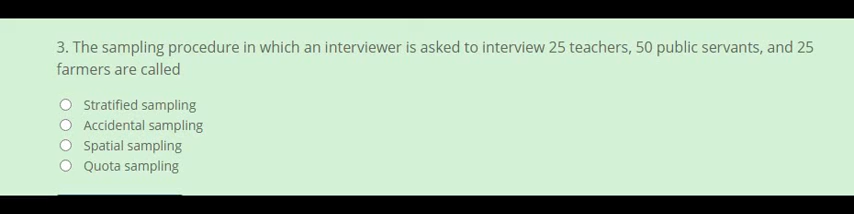 3. The sampling procedure in which an interviewer is asked to interview 25 teachers, 50 public servants, and 25
farmers are called
Stratified sampling
Accidental sampling
Spatial sampling
Quota sampling